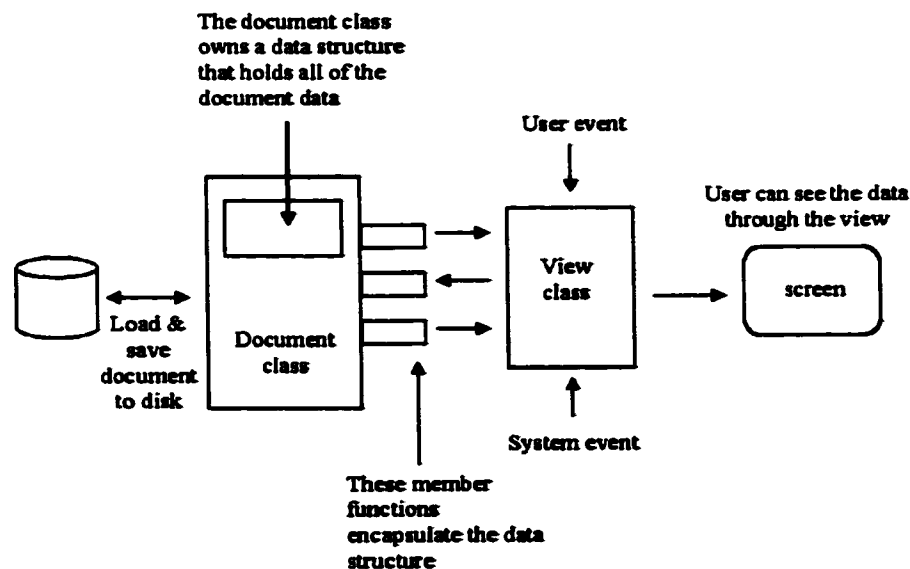 The document class
owns a data structure
that holds all of the
document data
User event
User can see the data
through the view
View
class
screen
Load &
save
document
to disk
Document
class
System event
These member
functions
encapsulate the data
structure